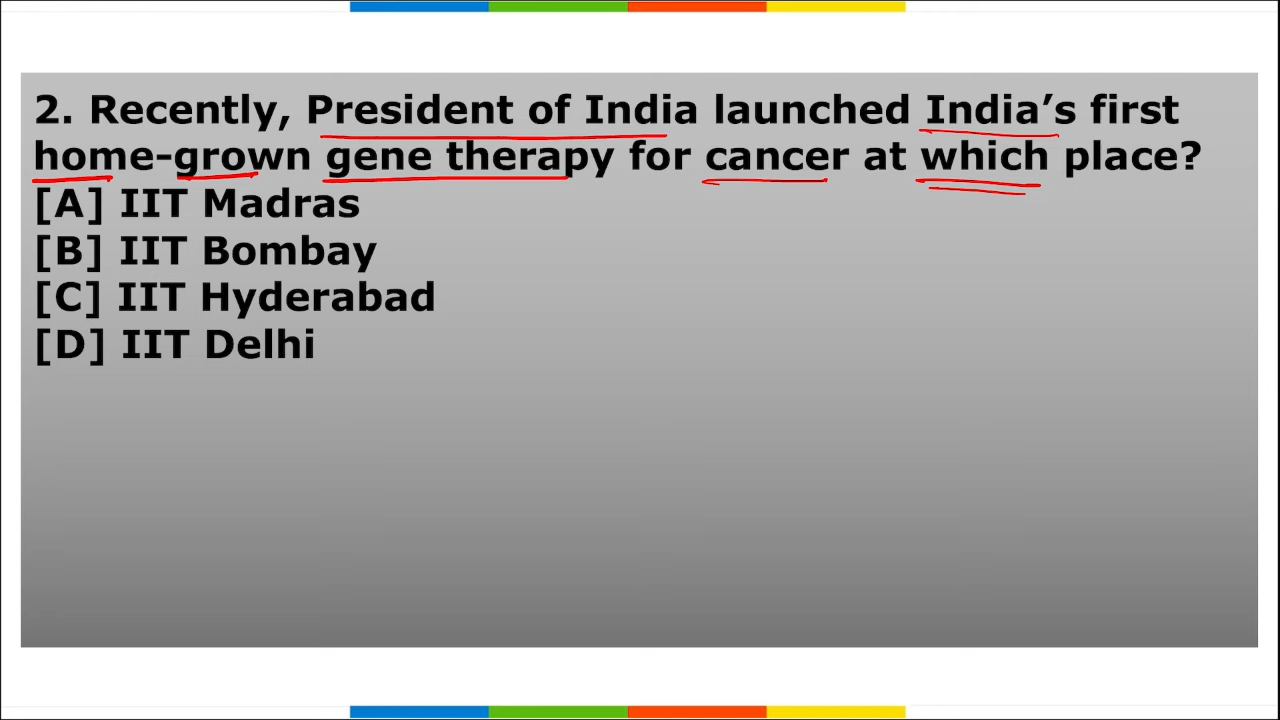 2. Recently, President of India launched India’s first
home-grown gene therapy for cancer at which place?
[A] IIT Madras
[B] IIT Bombay
[C] IIT Hyderabad
[D] IIT Delhi